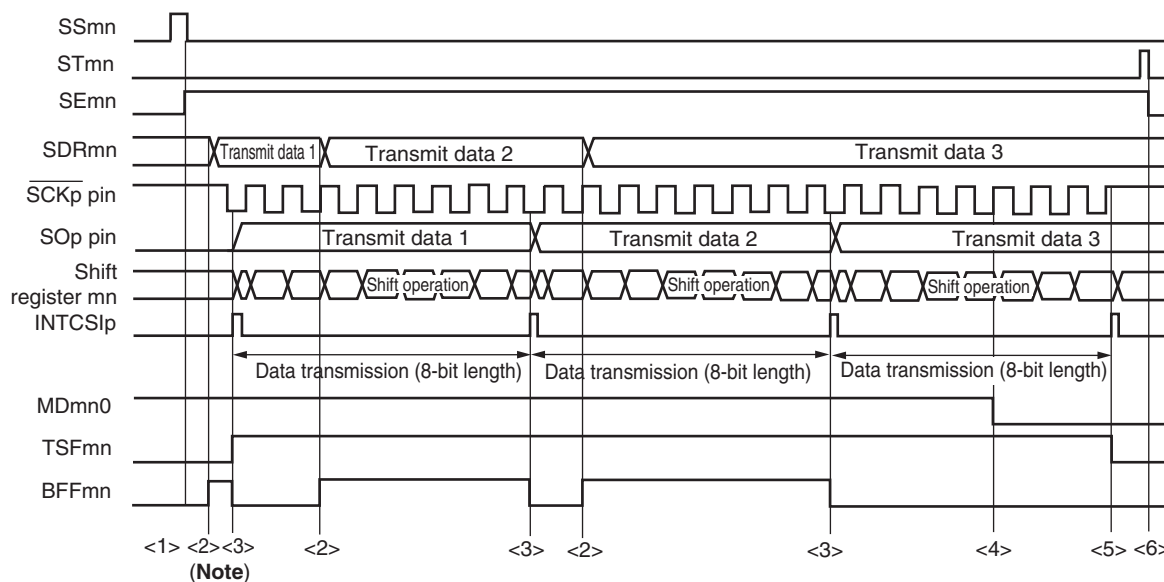 SSmn
STmn
SEmn
SDRmn
Transmit data 1
Transmit data 2
Transmit data 3
SCKp pin
SOp pin
Transmit data 1
Transmit data 2
Transmit data 3
Shift
register mn
Shift operation
Shift operation
Shift operation
INTCSIp
Data transmission (8-bit length)
Data transmission (8-bit length)
Data transmission (8-bit length)
MDmn0
TSFmn
BFFmn
<1> <2> <3> <2> <3> <2> <3> <4> <5> <6>
(Note)